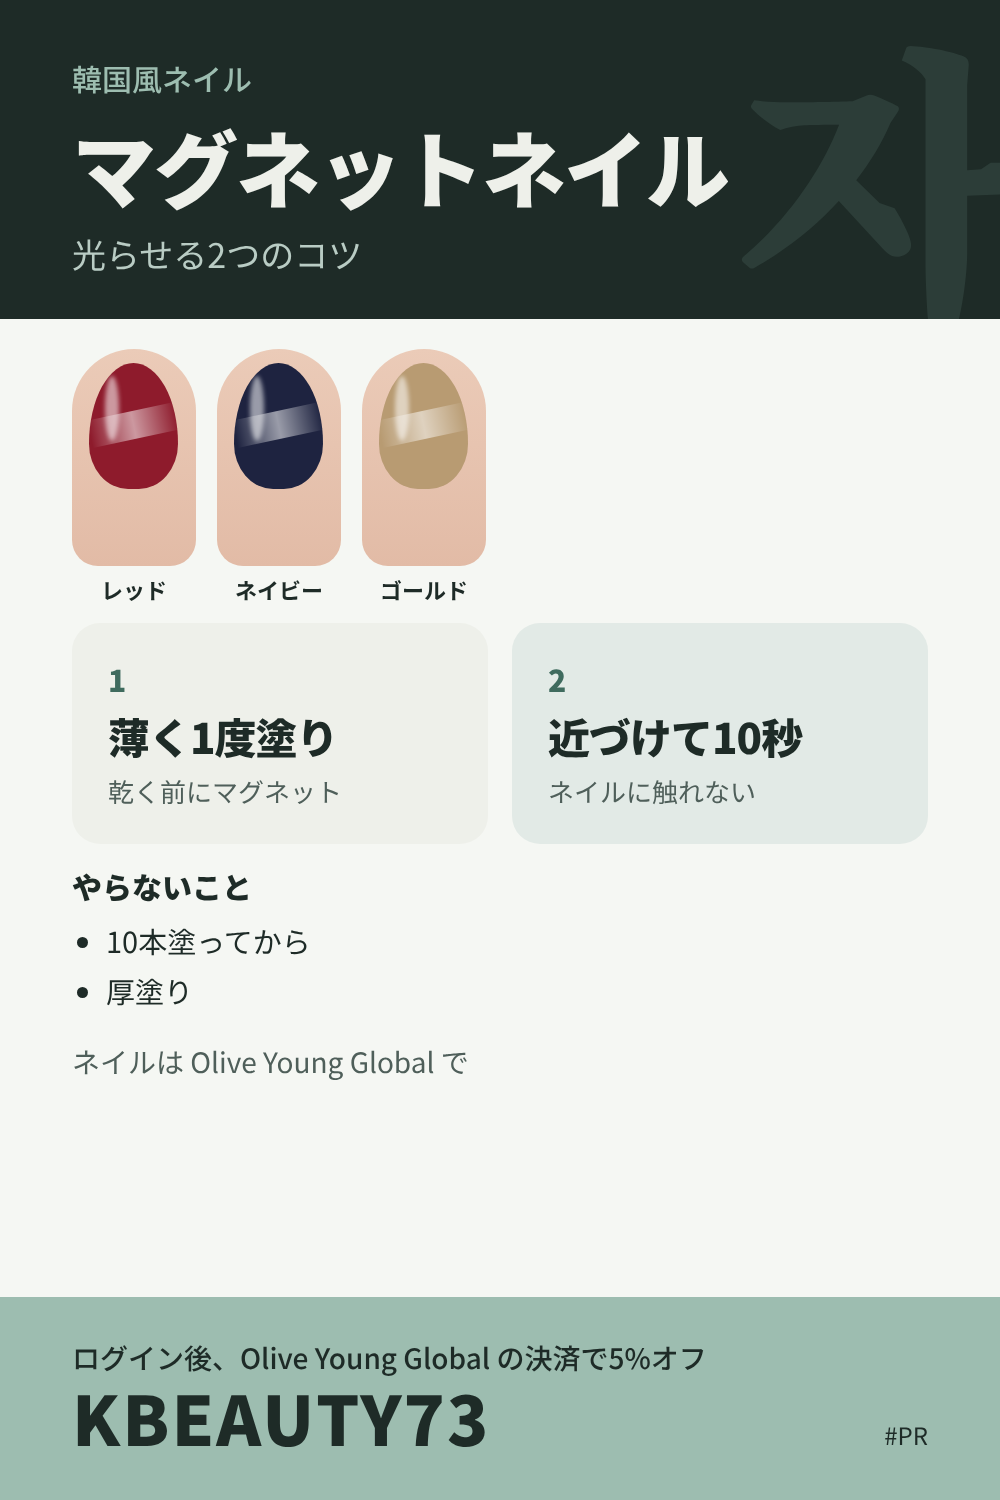 韓国風ネイル
マグネットネイル
光らせる2つのコツ
자
レッド
ネイビー
ゴールド
1
薄く1度塗り
乾く前にマグネット
2
近づけて10秒
ネイルに触れない
やらないこと
• 10本塗ってから
• 厚塗り
ネイルは Olive Young Global で
ログイン後、Olive Young Global の決済で5%オフ
KBEAUTY73
#PR